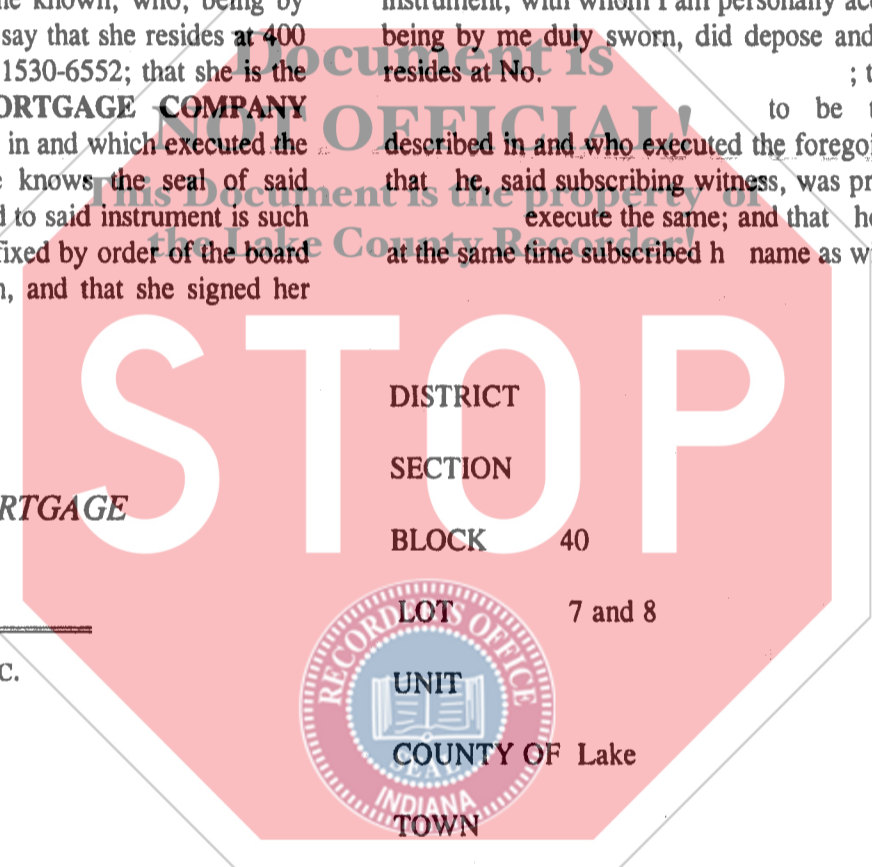 me known, who, being by
say that she resides at 400
1530-6552; that she is the
ORTGAGE COMPANY
in and which executed the
knows the seal of said
d to said instrument is such
fixed by order of the board
n, and that she signed her
RTGAGE
C.
instrument, with whom I am personally
being by me duly sworn, did depose and
resides at No. ; t
to be t
described in and who executed the foregoi
that he, said subscribing witness, was pr
execute the same; and that he
at the same time subscribed h name as wi
Document is
NOT OFFICIAL!
This Document is the property of
the Lake County Recorder!
STOP
DISTRICT
SECTION
BLOCK 40
LOT 7 and 8
UNIT
COUNTY OF Lake
TOWN
RECORDER'S OFFICE
SEAL
INDIANA